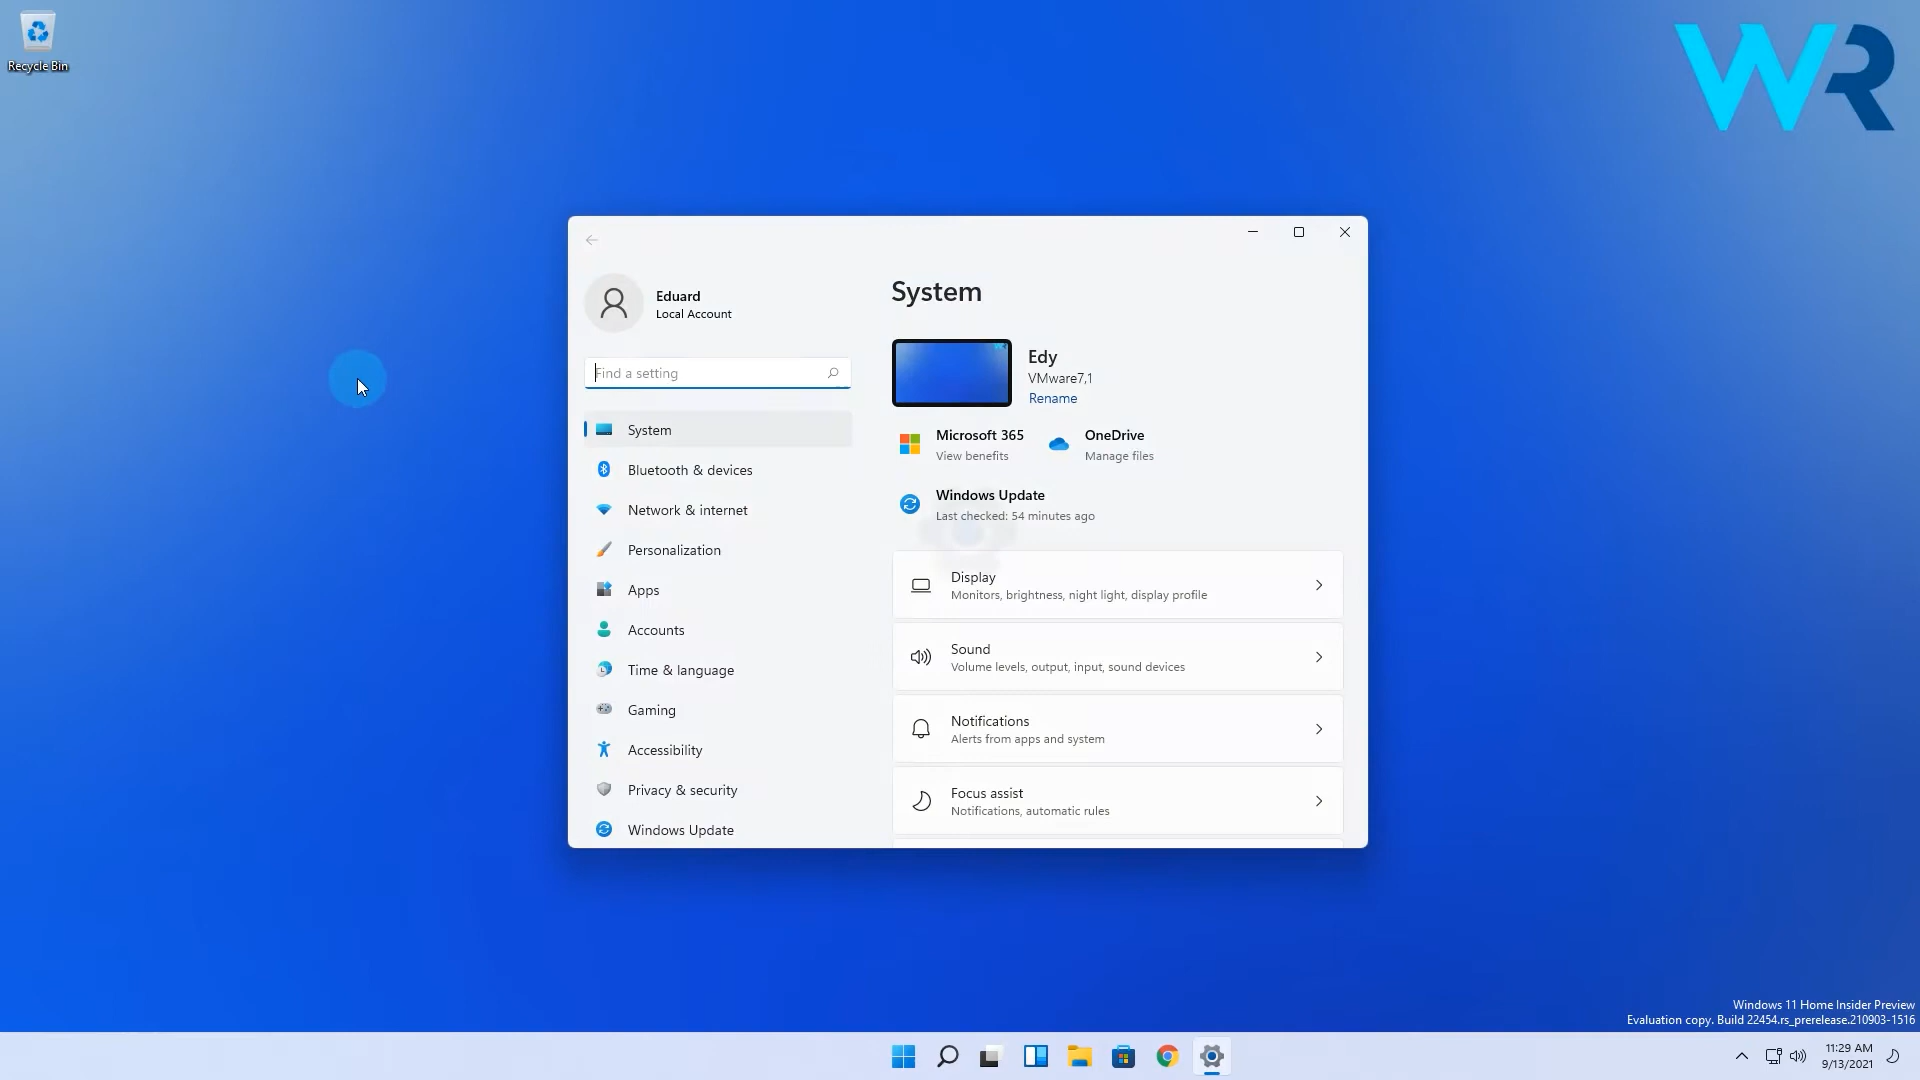 Recycle Bin
WR
Eduard
Local Account
Find a setting
System
Bluetooth & devices
Network & internet
Personalization
Apps
Accounts
Time & language
Gaming
Accessibility
Privacy & security
Windows Update
System
Edy
VMware7,1
Rename
Microsoft 365
View benefits
OneDrive
Manage files
Windows Update
Last checked: 54 minutes ago
Display
Monitors, brightness, night light, display profile
Sound
Volume levels, output, input, sound devices
Notifications
Alerts from apps and system
Focus assist
Notifications, automatic rules
Windows 11 Home Insider Preview
Evaluation copy. Build 22454.rs_prerelease.210903-1516
11:29 AM
9/13/2021